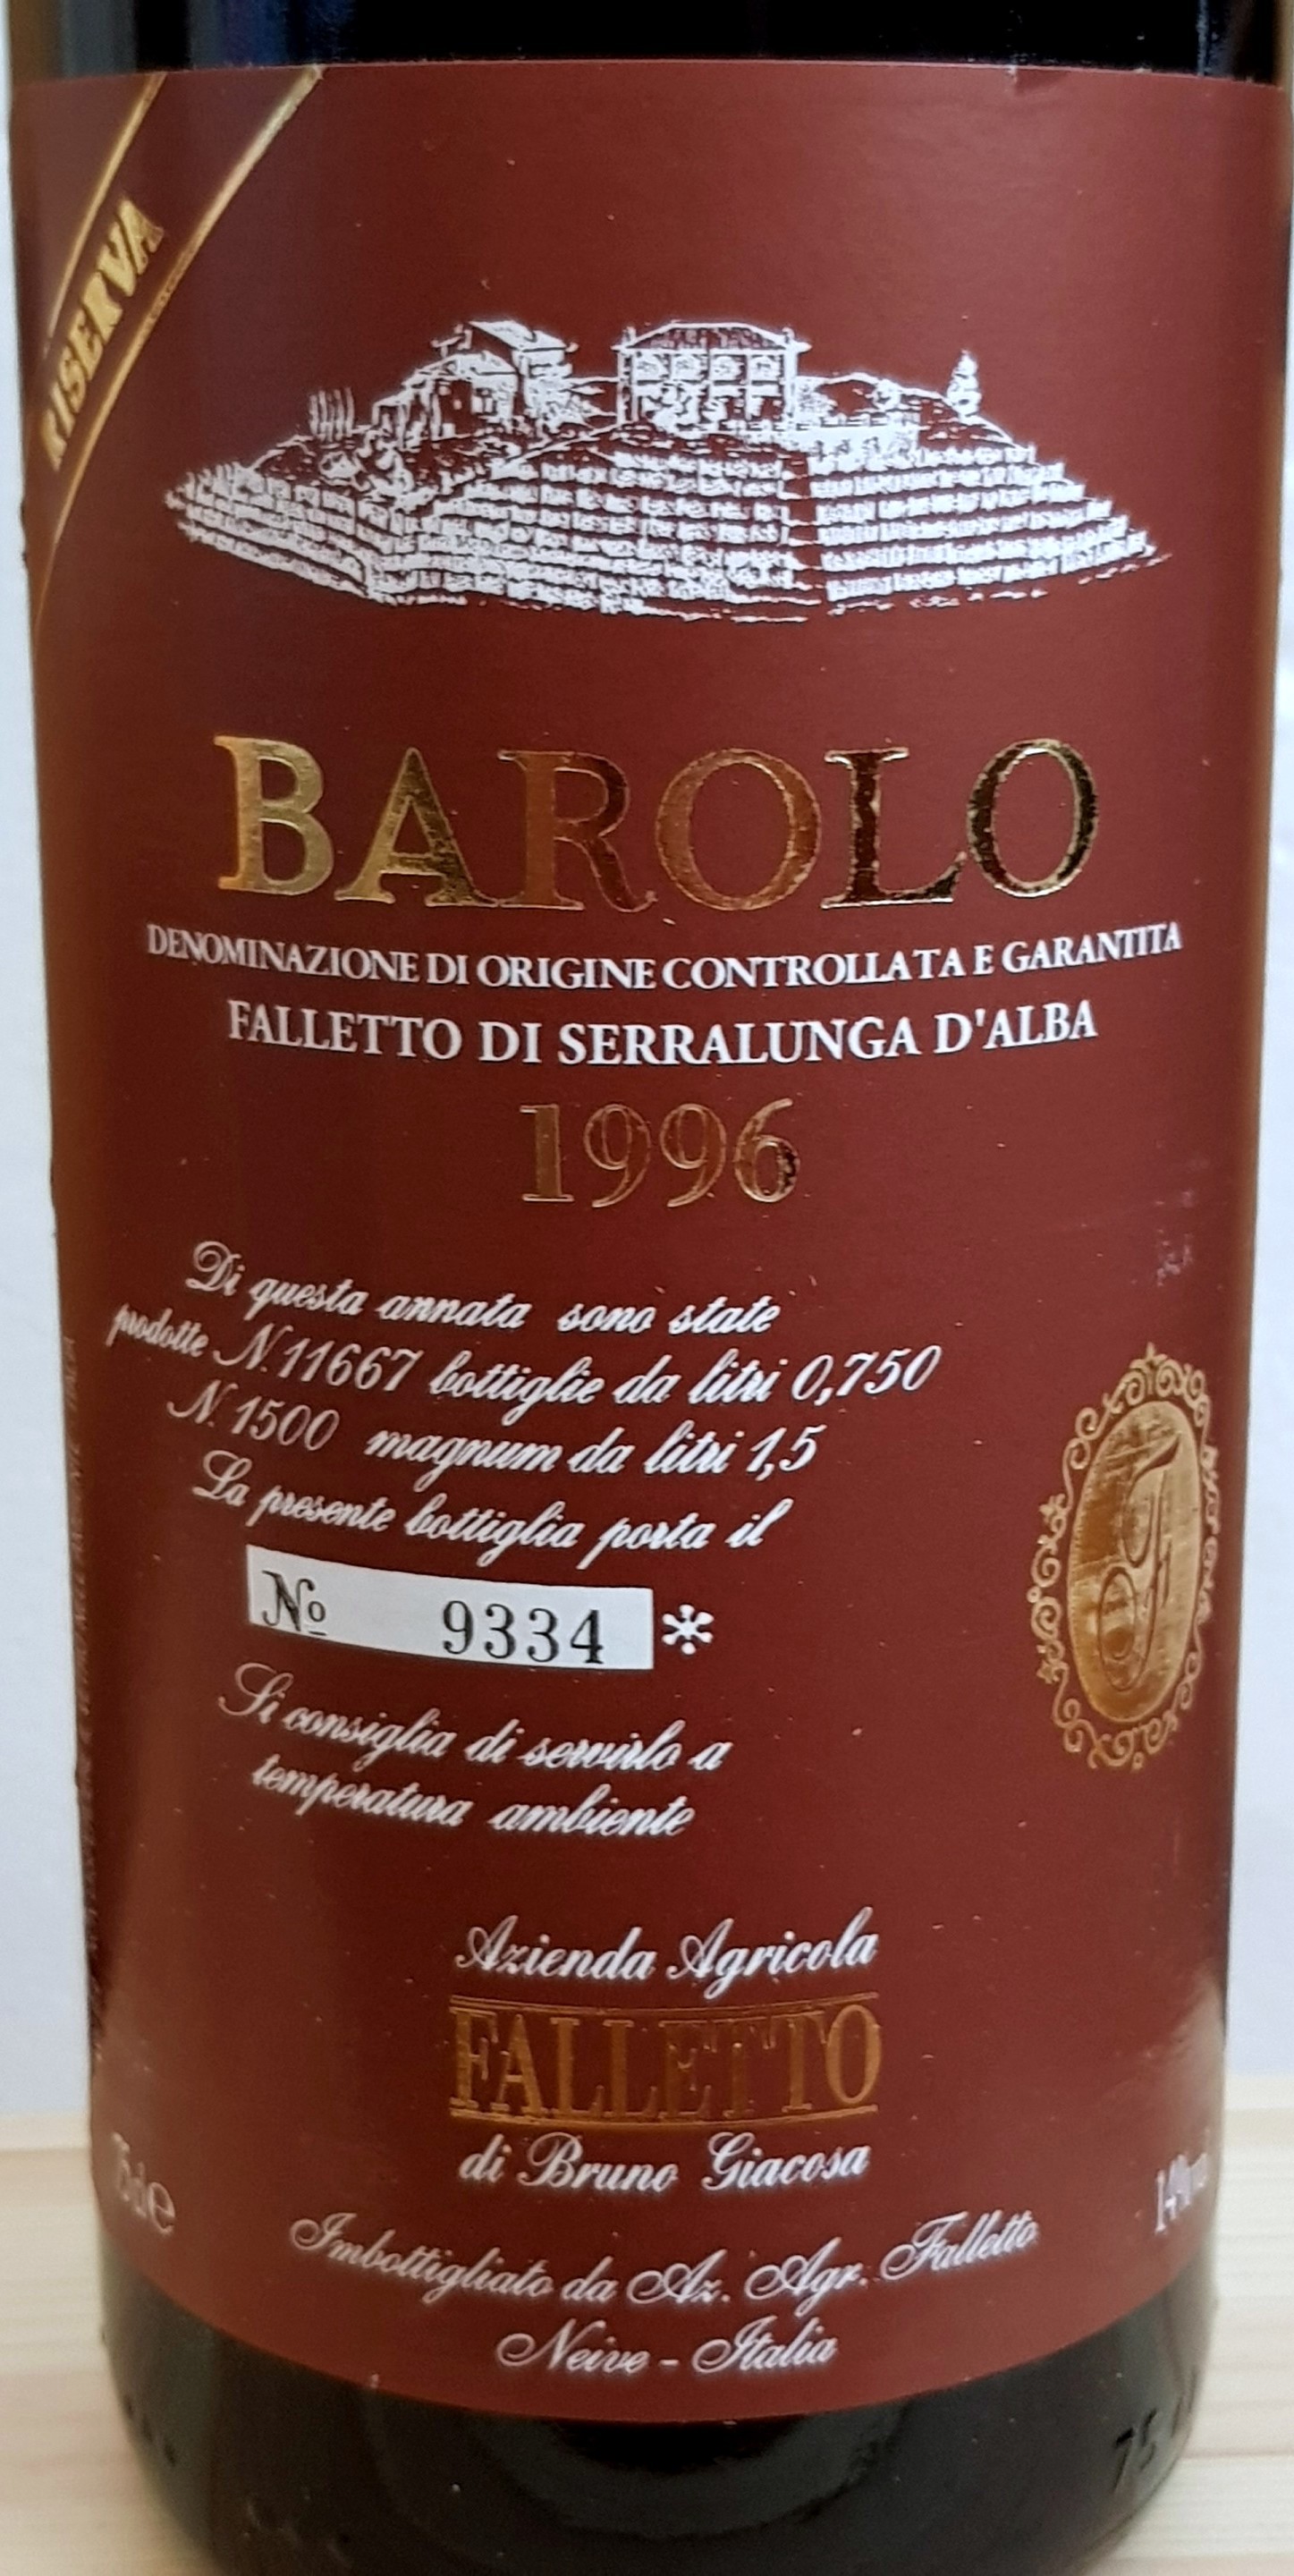 RISERVA
BAROLO
DENOMINAZIONE DI ORIGINE CONTROLLATA E GARANTITA
FALLETTO DI SERRALUNGA D'ALBA
1996
Di questa annata sono state
prodotte N. 11667 bottiglie da litri 0,750
N. 1500 magnum da litri 1,5
La presente bottiglia porta il
No 9334 *
Si consiglia di servirlo a
temperatura ambiente
Azienda Agricola
FALLETTO
di Bruno Giacosa
Imbottigliato da Az. Agr. Falletto
Neive - Italia
75